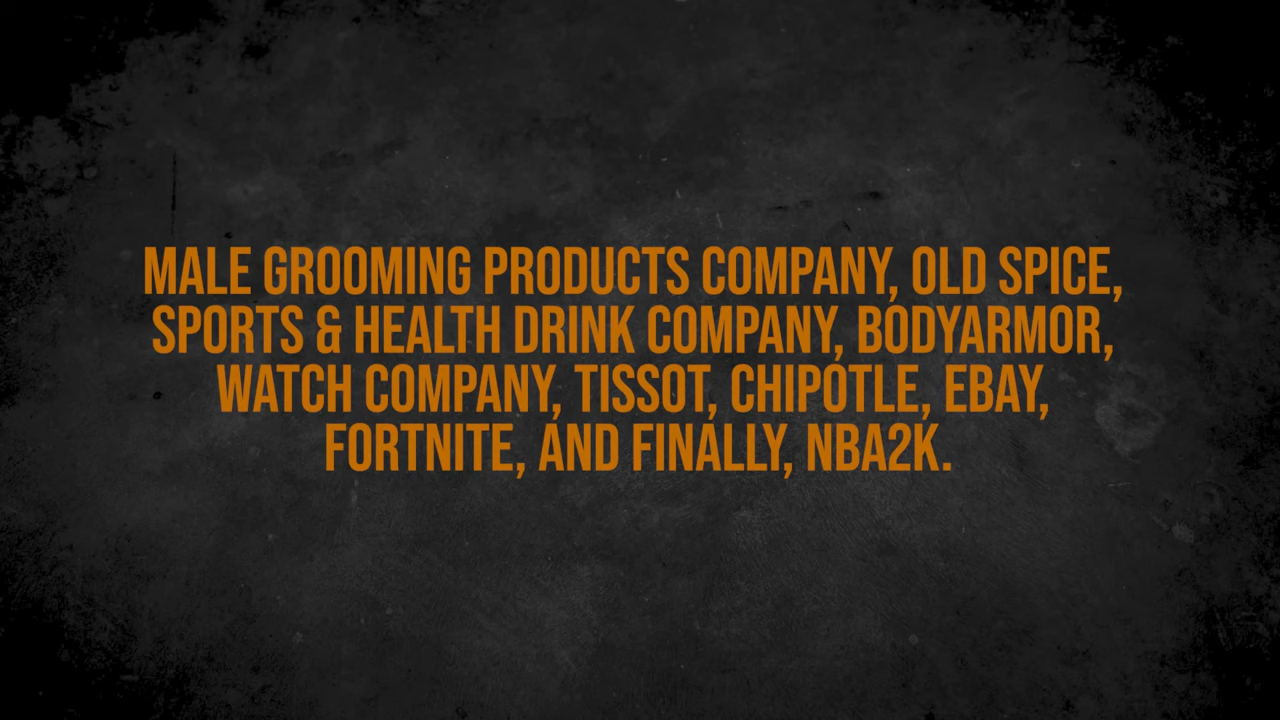 MALE GROOMING PRODUCTS COMPANY, OLD SPICE,
SPORTS & HEALTH DRINK COMPANY, BODYARMOR,
WATCH COMPANY, TISSOT, CHIPOTLE, EBAY,
FORTNITE, AND FINALLY, NBA2K.